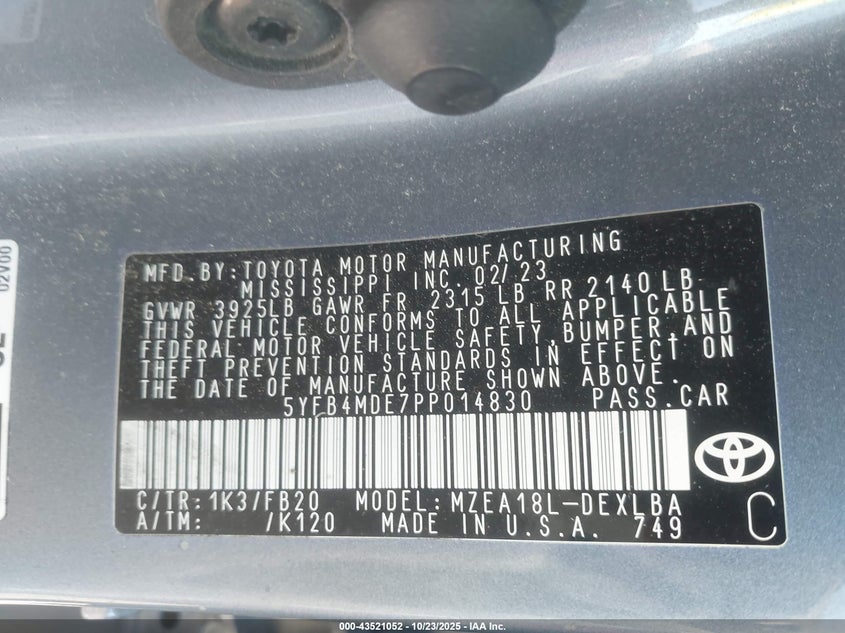 MFD.BY:TOYOTA MOTOR MANUFACTURING
MISSISSIPPI INC.02/23
GVWR 3925LB GAWR FR 2315 LB RR 2140LB.
THIS VEHICLE CONFORMS TO ALL APPLICABLE
FEDERAL MOTOR VEHICLE SAFETY,BUMPER,AND
THEFT PREVENTION STANDARDS IN EFFECT ON
THE DATE OF MANUFACTURE SHOWN ABOVE.
5YFB4MDE7PP014830 PASS.CAR
C/TR:1K3/FB20 MODEL:MZEA18L-DEXLBA
A/TM: /K120 MADE IN U.S.A. 749
C
02V00
000-43521052 - 10/23/2025 - IAA Inc.